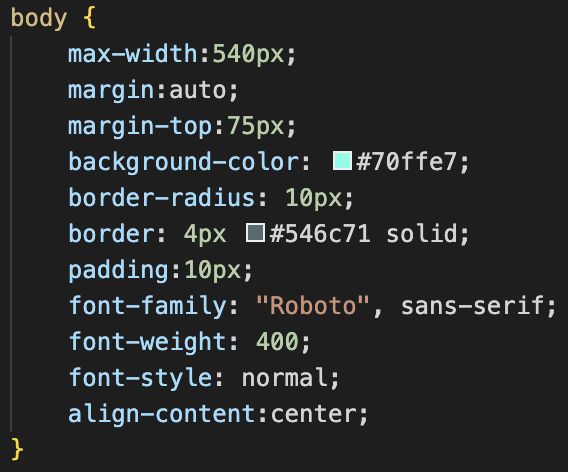 body {
max-width:540px;
margin:auto;
margin-top:75px;
background-color: #70ffe7;
border-radius: 10px;
border: 4px #546c71 solid;
padding:10px;
font-family: "Roboto", sans-serif;
font-weight: 400;
font-style: normal;
align-content:center;
}